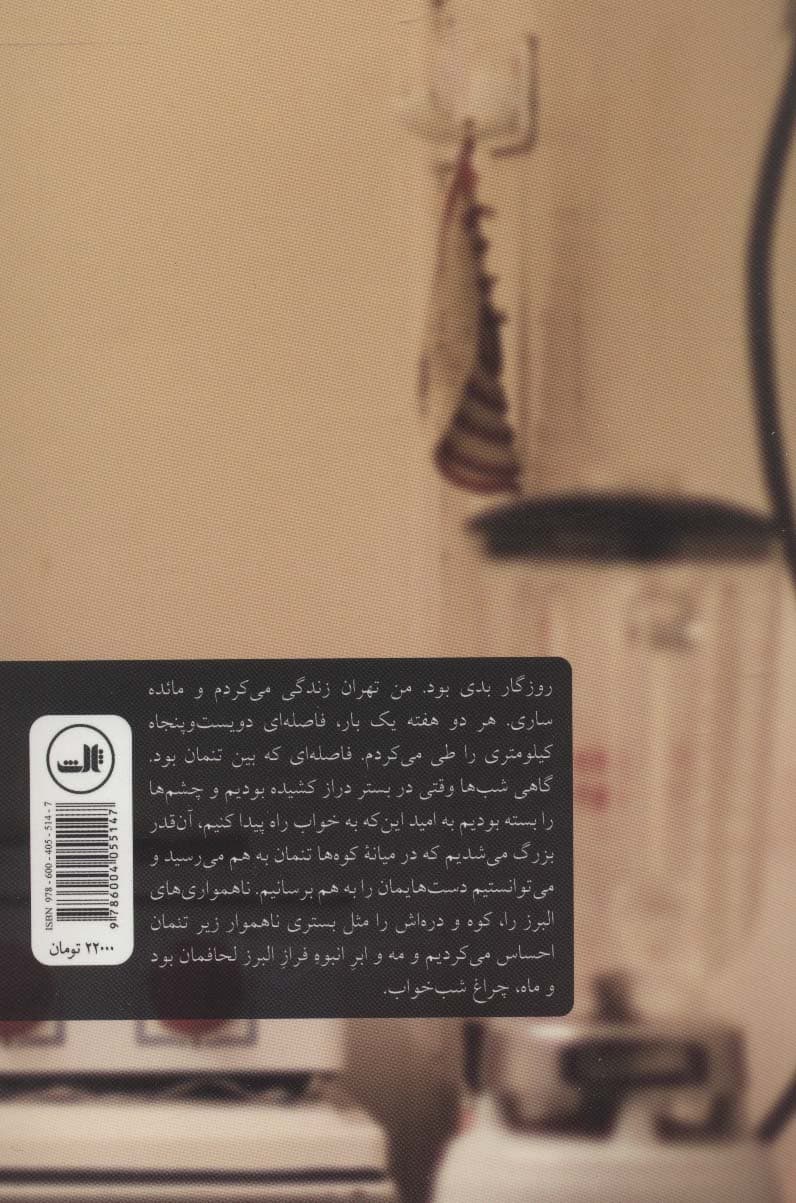 روزگار بدی بود. من تهران زندگی می‌کردم و مائده
ساری. هر دو هفته یک بار، فاصله‌ای دویست‌وپنجاه
کیلومتری را طی می‌کردم. فاصله‌ای که بین تنمان بود.
گاهی شب‌ها وقتی در بستر دراز کشیده بودیم و چشم‌ها
را بسته بودیم به امید این‌که به خواب راه پیدا کنیم، آن‌قدر
بزرگ می‌شدیم که در میانهٔ کوه‌ها تنمان به هم می‌رسید و
می‌توانستیم دست‌هایمان را به هم برسانیم. ناهمواری‌های
البرز را، کوه و دره‌اش را مثل بستری ناهموار زیر تنمان
احساس می‌کردیم و مه و ابرِ انبوهِ فرازِ البرز لحافمان بود
و ماه، چراغ شب‌خواب.
ثالث
ISBN 978 - 600 - 405 - 514 - 7
9 786004 055147
۲۲۰۰۰ تومان